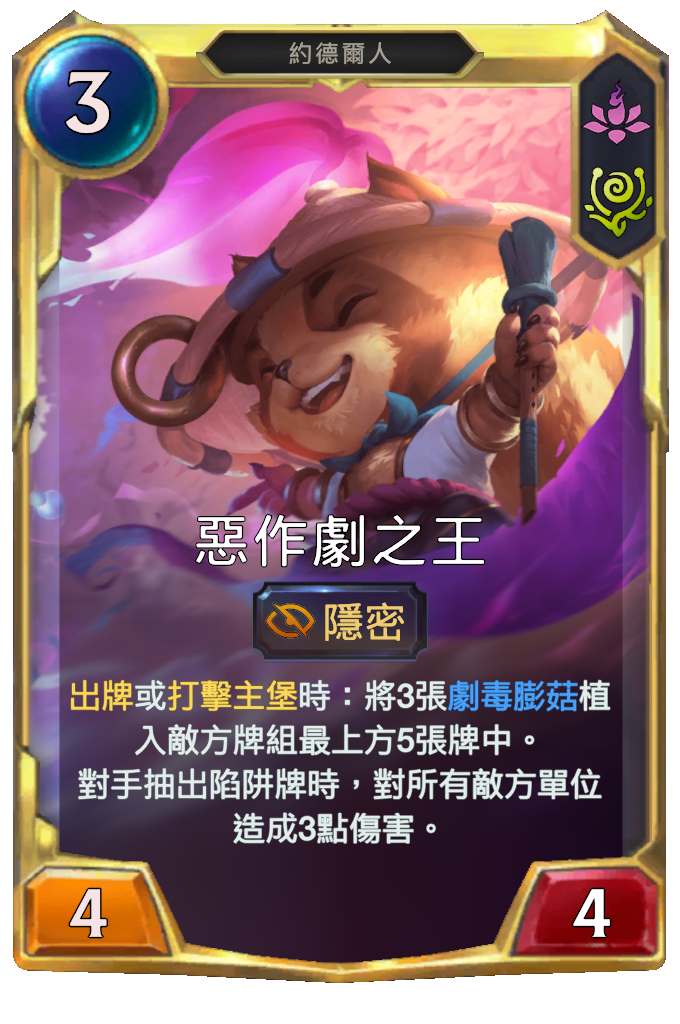 約德爾人
3
惡作劇之王
隱密
出牌或打擊主堡時：將3張劇毒膨菇植
入敵方牌組最上方5張牌中。
對手抽出陷阱牌時，對所有敵方單位
造成3點傷害。
4
4